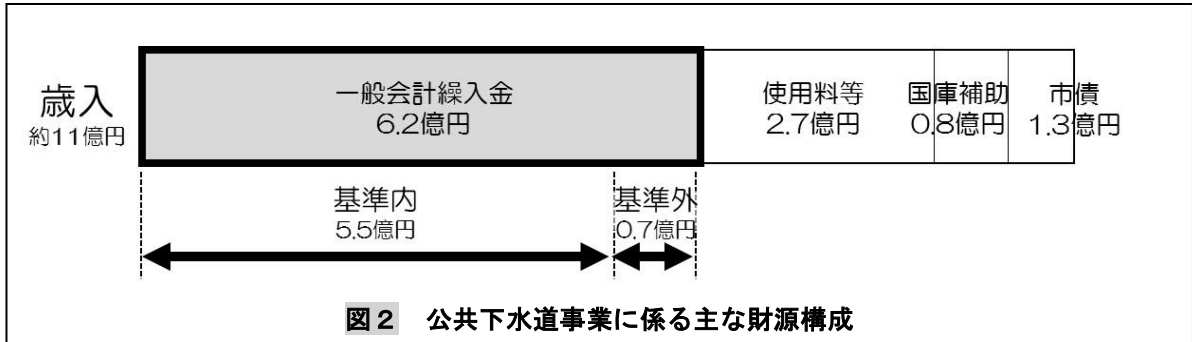 歳入
約11億円
一般会計繰入金
6.2億円
使用料等
2.7億円
国庫補助
0.8億円
市債
1.3億円
基準内
5.5億円
基準外
0.7億円
図2 公共下水道事業に係る主な財源構成